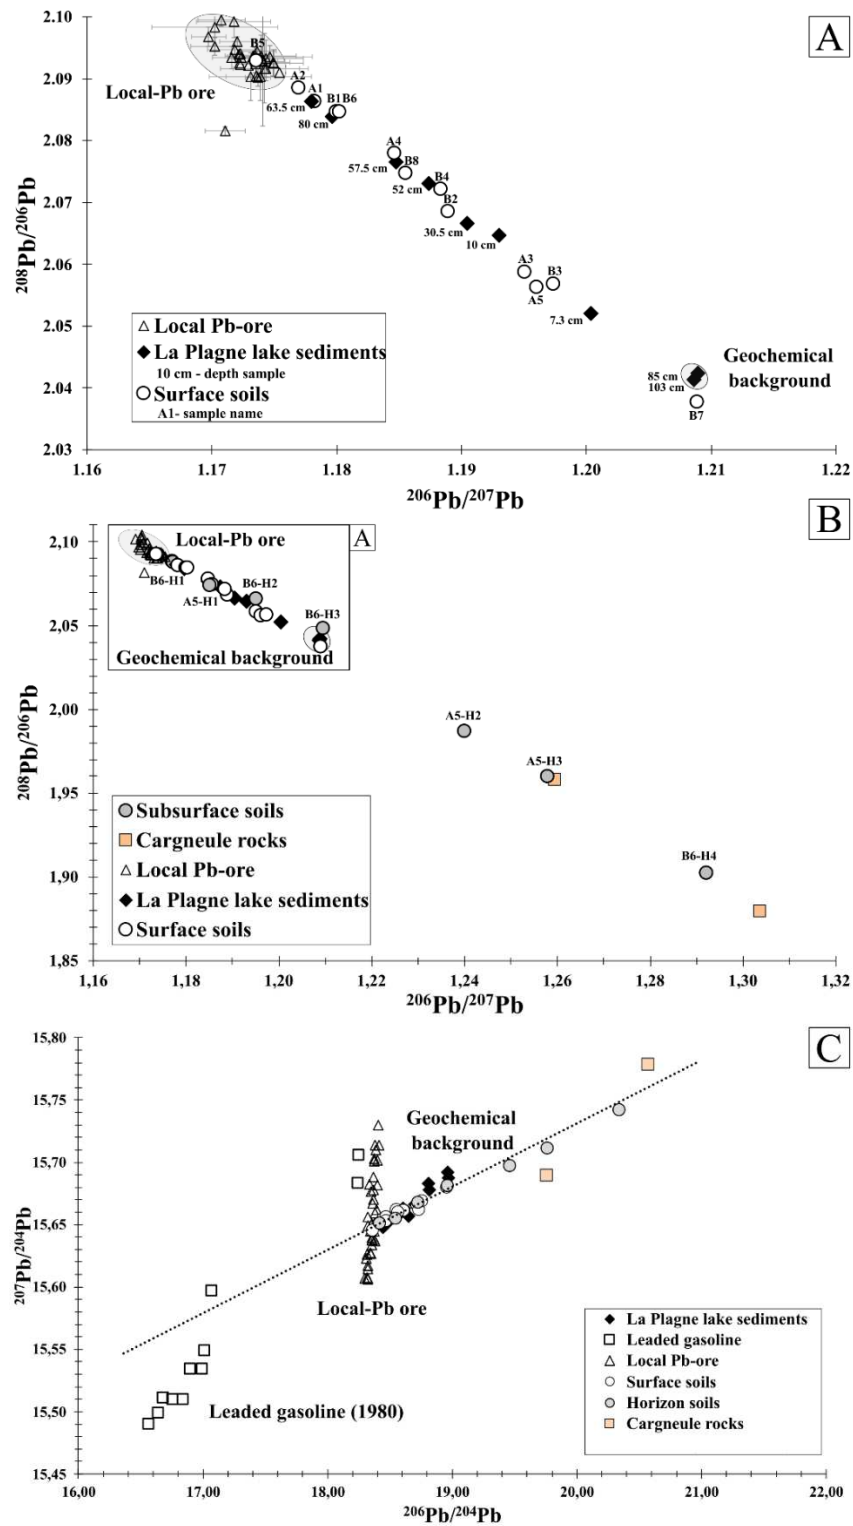 A
2.10
2.09
2.08
2.07
2.06
2.05
2.04
2.03
²⁰⁸Pb/²⁰⁶Pb
Local-Pb ore
B5
A2
A1
63.5 cm
B1B6
80 cm
A4
57.5 cm
B8
B4
52 cm
B2
30.5 cm
10 cm
A3
B3
A5
7.3 cm
Geochemical
background
85 cm
103 cm
B7
Local Pb-ore
La Plagne lake sediments
10 cm - depth sample
Surface soils
A1- sample name
1.16
1.17
1.18
1.19
1.20
1.21
1.22
²⁰⁶Pb/²⁰⁷Pb
B
2,10
2,05
2,00
1,95
1,90
1,85
²⁰⁸Pb/²⁰⁶Pb
A
Local-Pb ore
B6-H1
A5-H1
B6-H2
B6-H3
Geochemical background
A5-H2
A5-H3
B6-H4
Subsurface soils
Cargneule rocks
Local Pb-ore
La Plagne lake sediments
Surface soils
1,16
1,18
1,20
1,22
1,24
1,26
1,28
1,30
1,32
²⁰⁶Pb/²⁰⁷Pb
C
15,80
15,75
15,70
15,65
15,60
15,55
15,50
15,45
²⁰⁷Pb/²⁰⁴Pb
Geochemical
background
Local-Pb ore
Leaded gasoline (1980)
La Plagne lake sediments
Leaded gasoline
Local Pb-ore
Surface soils
Horizon soils
Cargneule rocks
16,00
17,00
18,00
19,00
20,00
21,00
22,00
²⁰⁶Pb/²⁰⁴Pb